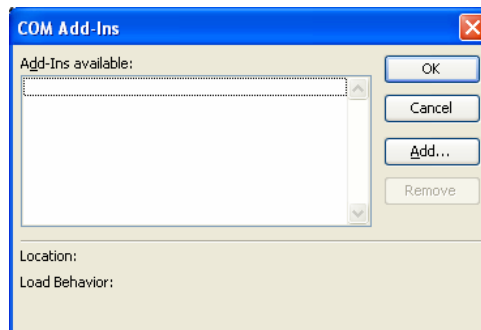 COM Add-Ins
Add-Ins available:
OK
Cancel
Add...
Remove
Location:
Load Behavior: